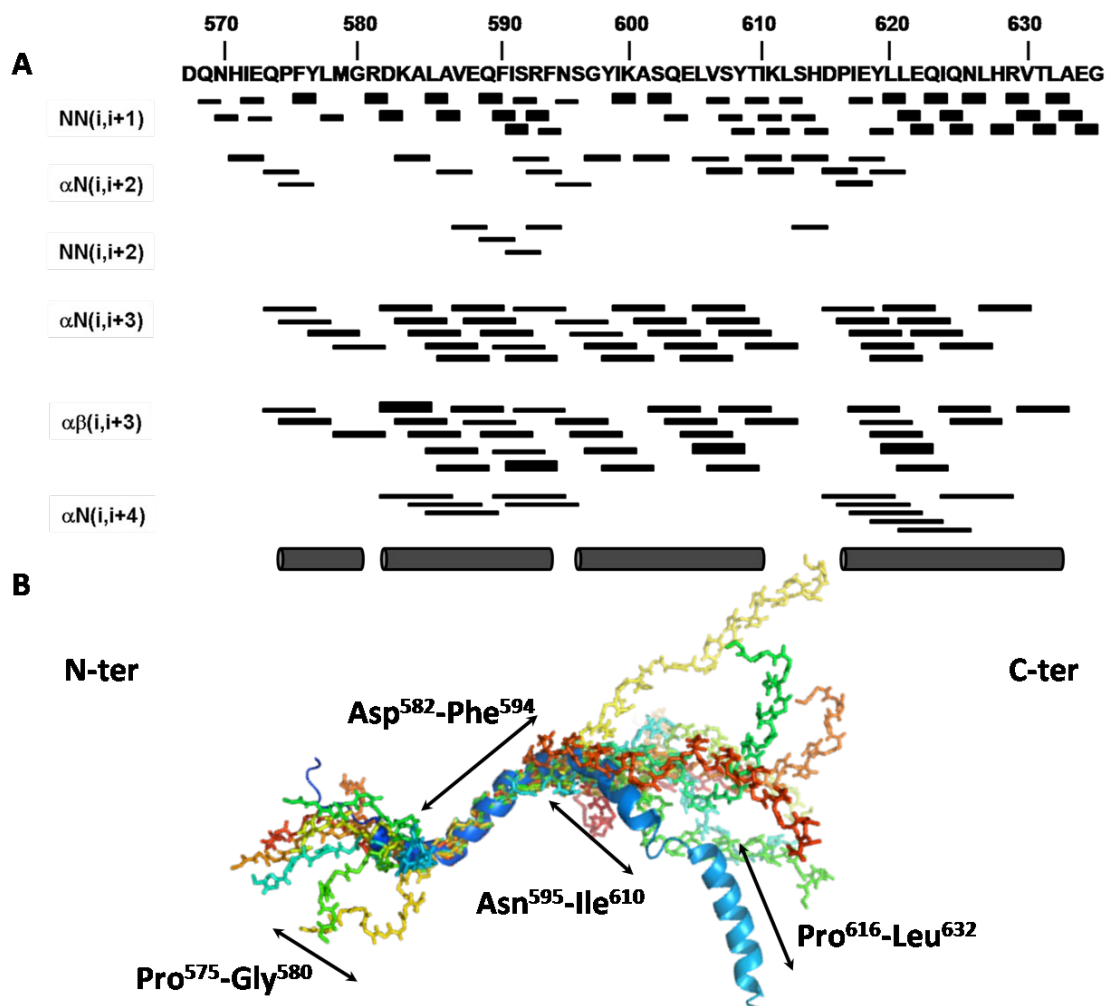 570 580 590 600 610 620 630
A
DQNHIEQPFYLMGRDKALAVEQFISRFNSGYIKASQELVSYTIKLSHDPIEYLLEQIQNLHRVTLAEG
NN(i,i+1)
αN(i,i+2)
NN(i,i+2)
αN(i,i+3)
αβ(i,i+3)
αN(i,i+4)
B
N-ter
C-ter
Asp582-Phe594
Asn595-Ile610
Pro616-Leu632
Pro575-Gly580